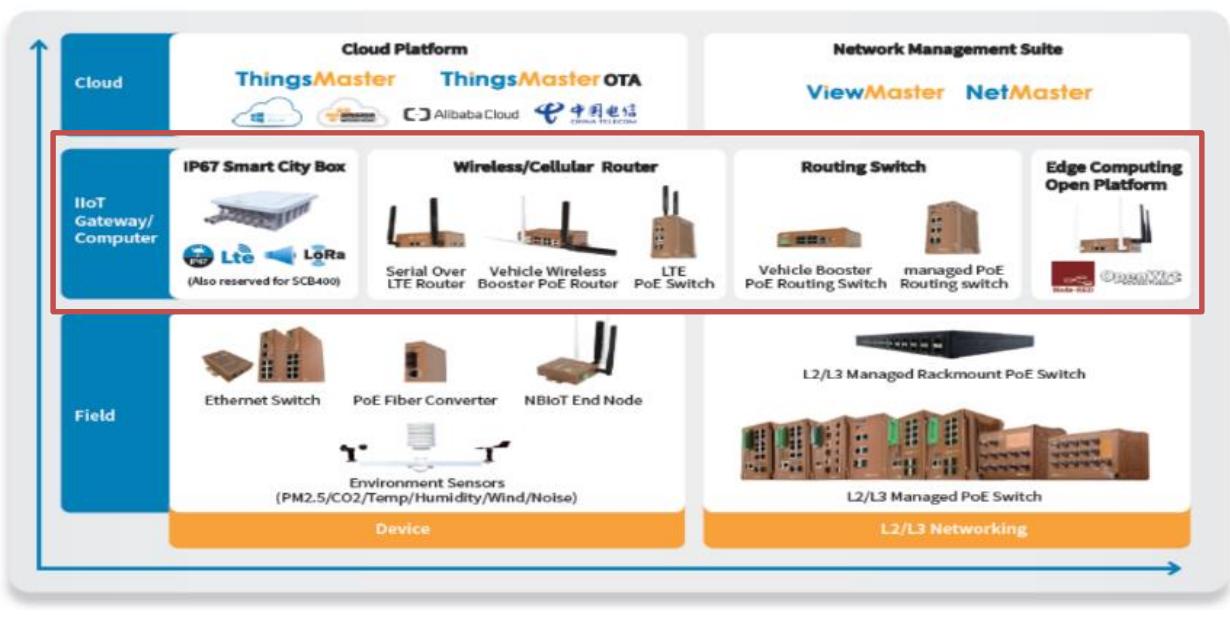 Cloud
Cloud Platform
ThingsMaster
ThingsMaster OTA
Alibaba Cloud
中国电信
CHINA TELECOM
Network Management Suite
ViewMaster
NetMaster
IIoT
Gateway/
Computer
IP67 Smart City Box
IP67
Lte
LoRa
(Also reserved for SCB400)
Wireless/Cellular Router
Serial Over
LTE Router
Vehicle Wireless
Booster PoE Router
LTE
PoE Switch
Routing Switch
Vehicle Booster
PoE Routing Switch
managed PoE
Routing switch
Edge Computing
Open Platform
Node-RED
OpenWrt
Field
Ethernet Switch
PoE Fiber Converter
NBIoT End Node
Environment Sensors
(PM2.5/CO2/Temp/Humidity/Wind/Noise)
L2/L3 Managed Rackmount PoE Switch
L2/L3 Managed PoE Switch
Device
L2/L3 Networking